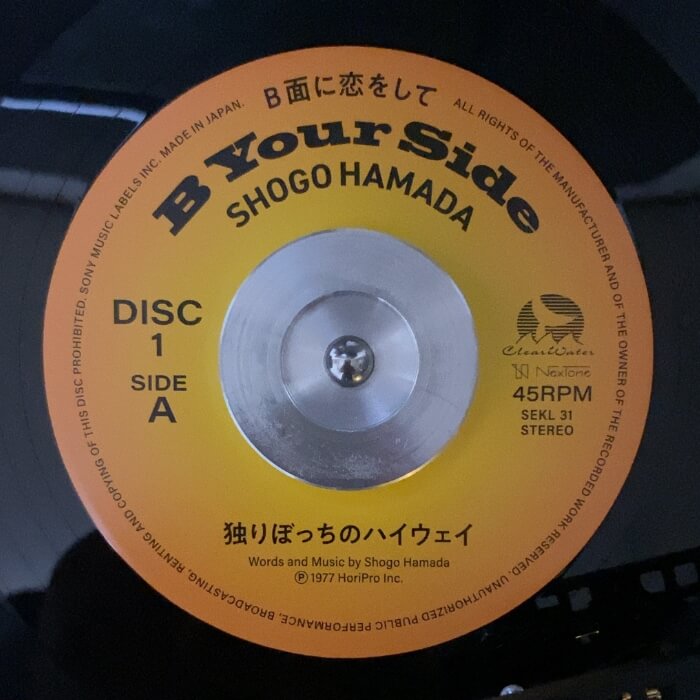 B面に恋をして
B Your Side
SHOGO HAMADA
DISC
1
SIDE
A
ClearWater
NexTone
45RPM
SEKL 31
STEREO
独りぼっちのハイウェイ
Words and Music by Shogo Hamada
Ⓟ 1977 HoriPro Inc.
ALL RIGHTS OF THE MANUFACTURER AND OF THE OWNER OF THE RECORDED WORK RESERVED. UNAUTHORIZED PUBLIC PERFORMANCE, BROADCASTING, RENTING AND COPYING OF THIS DISC PROHIBITED. SONY MUSIC LABELS INC. MADE IN JAPAN.